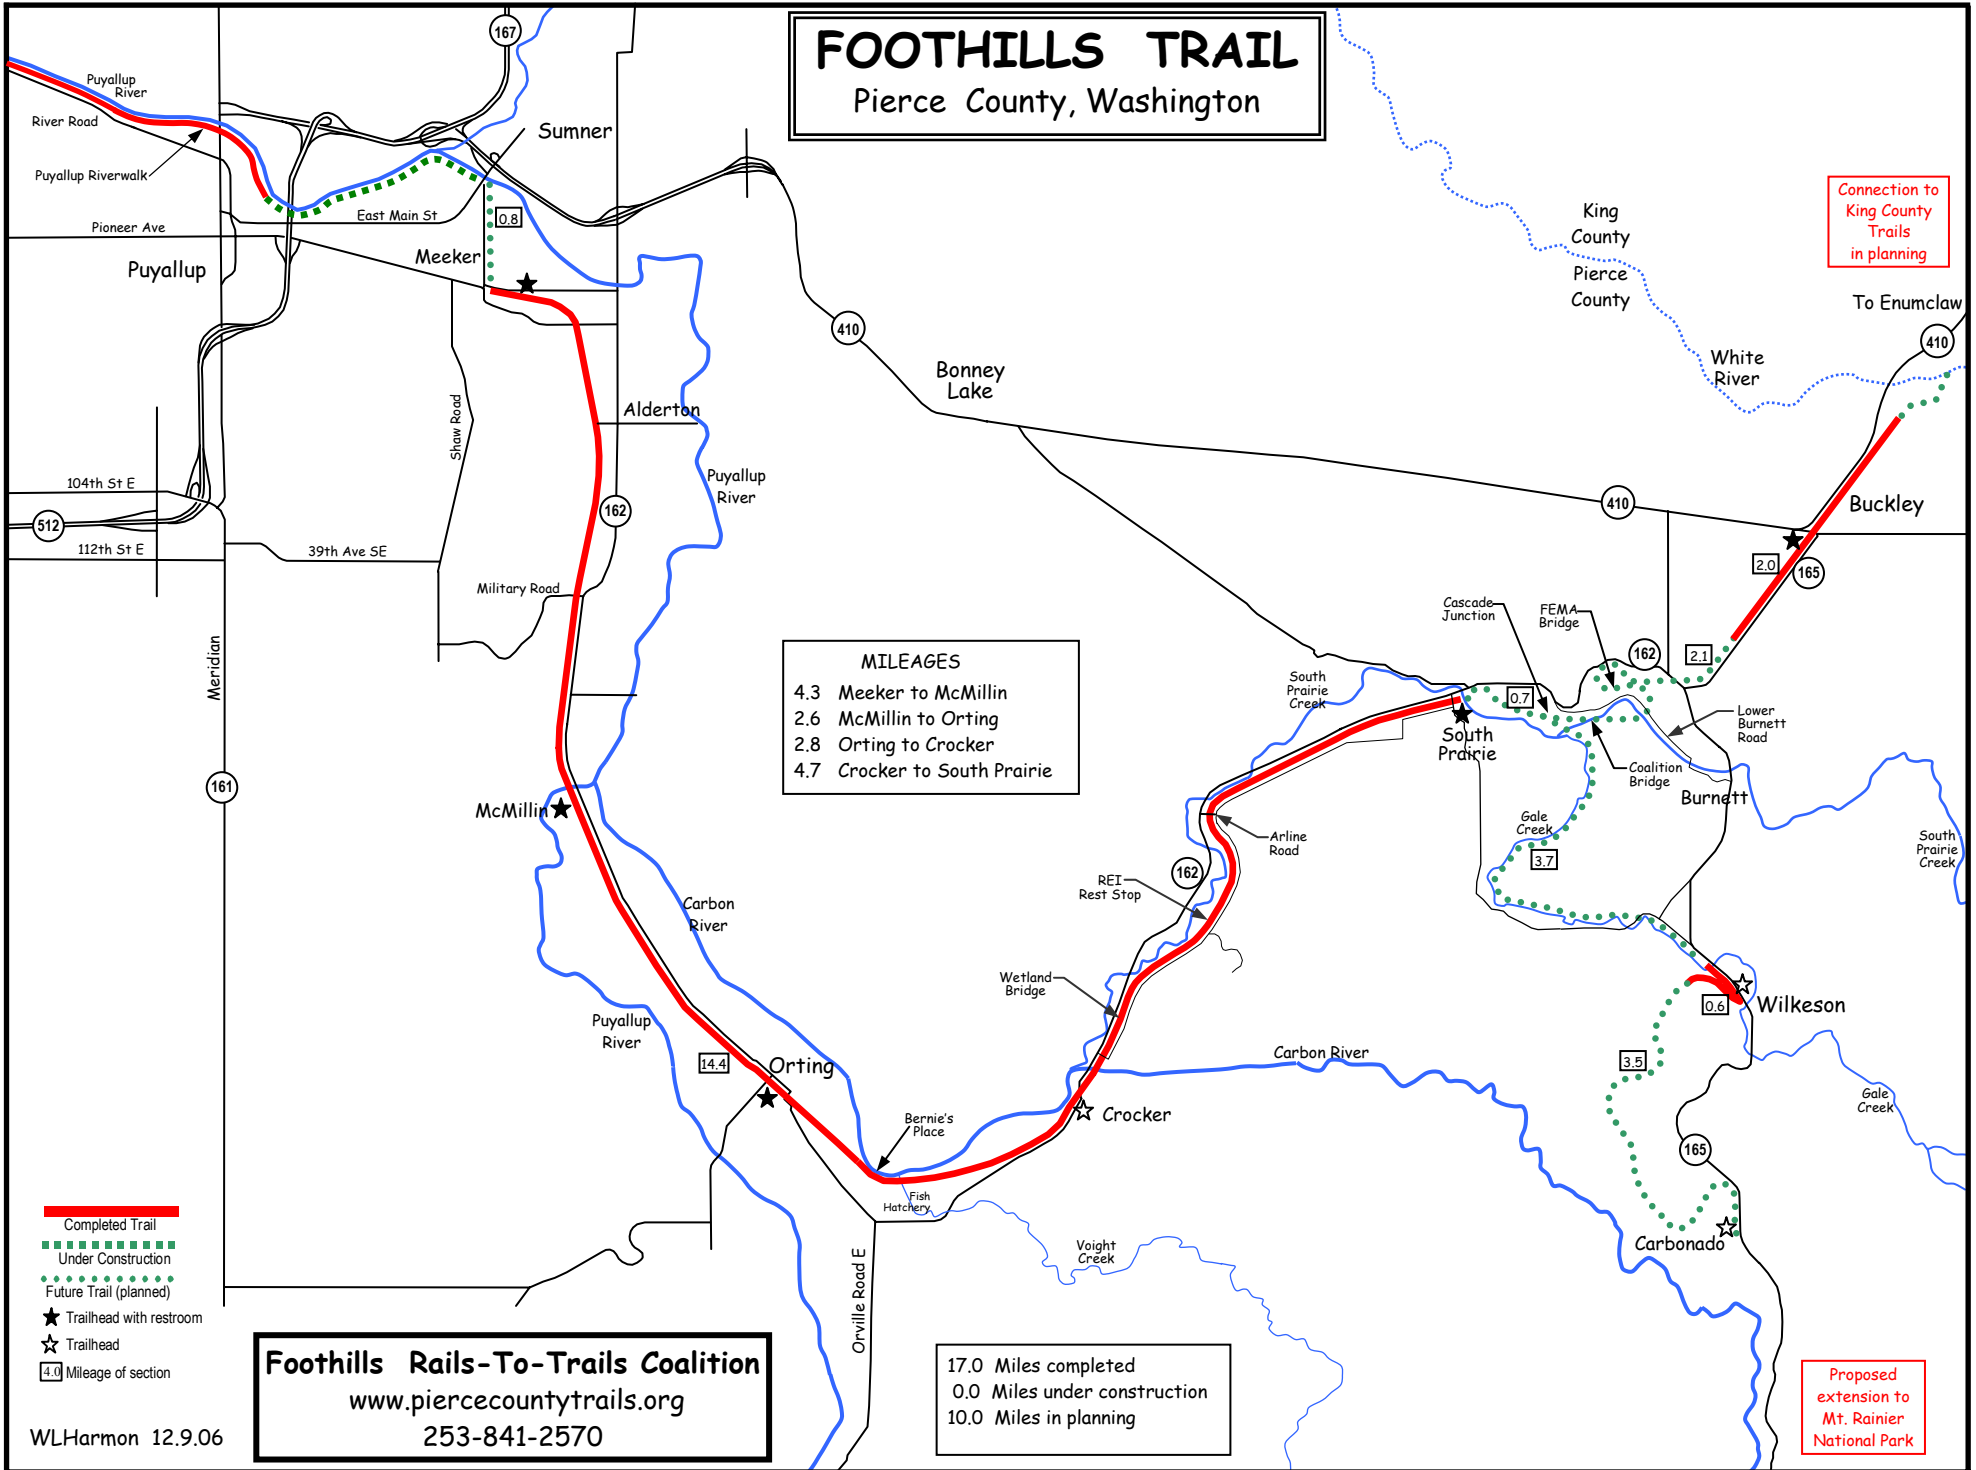 FOOTHILLS TRAIL
Pierce County, Washington
167
Puyallup
River
River Road
Sumner
Puyallup Riverwalk
East Main St
0.8
Pioneer Ave
Meeker
Puyallup
King
County
Pierce
County
Connection to
King County
Trails
in planning
To Enumclaw
410
410
White
River
Bonney
Lake
Alderton
Shaw Road
Puyallup
River
104th St E
512
162
112th St E
39th Ave SE
410
Buckley
2.0
165
Military Road
Cascade
Junction
FEMA
Bridge
162
2.1
Meridian
MILEAGES
4.3 Meeker to McMillin
2.6 McMillin to Orting
2.8 Orting to Crocker
4.7 Crocker to South Prairie
South
Prairie
Creek
0.7
South
Prairie
Lower
Burnett
Road
Coalition
Bridge
Burnett
161
McMillin
Arline
Road
Gale
Creek
3.7
South
Prairie
Creek
162
REI
Rest Stop
Carbon
River
Wetland
Bridge
Wilkeson
0.6
Puyallup
River
14.4
Orting
Carbon River
3.5
Gale
Creek
Bernie's
Place
Crocker
165
Fish
Hatchery
Voight
Creek
Carbonado
Orville Road E
Completed Trail
Under Construction
Future Trail (planned)
Trailhead with restroom
Trailhead
4.0 Mileage of section
WLHarmon 12.9.06
Foothills Rails-To-Trails Coalition
www.piercecountytrails.org
253-841-2570
17.0 Miles completed
0.0 Miles under construction
10.0 Miles in planning
Proposed
extension to
Mt. Rainier
National Park